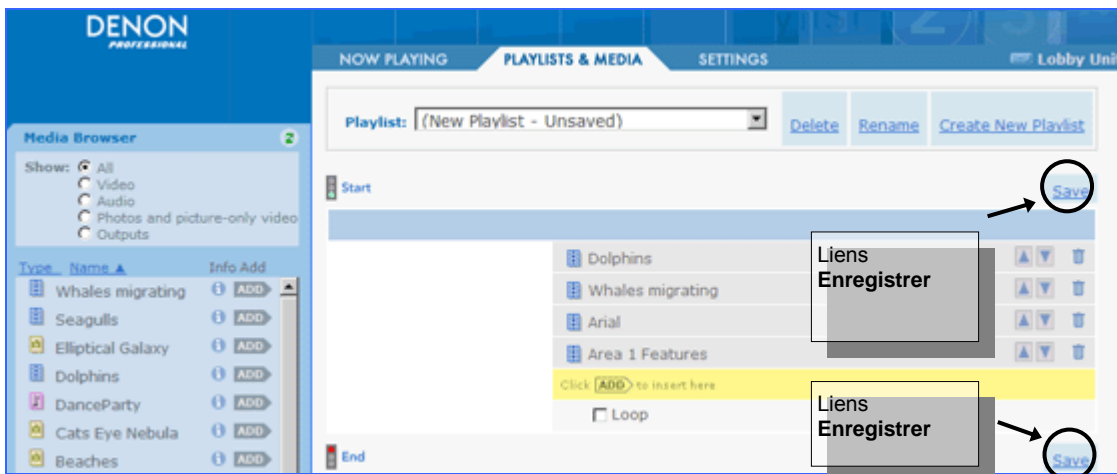 DENON
PROFESSIONAL
NOW PLAYING
PLAYLISTS & MEDIA
SETTINGS
Lobby Uni
Playlist: (New Playlist - Unsaved)
Delete
Rename
Create New Playlist
Media Browser
Show: All
Video
Audio
Photos and picture-only video
Outputs
Type Name Info Add
Whales migrating ADD
Seagulls ADD
Elliptical Galaxy ADD
Dolphins ADD
DanceParty ADD
Cats Eye Nebula ADD
Beaches ADD
Start
Save
Dolphins
Whales migrating
Arial
Area 1 Features
Click ADD to insert here
Loop
End
Save
Liens
Enregistrer
Liens
Enregistrer